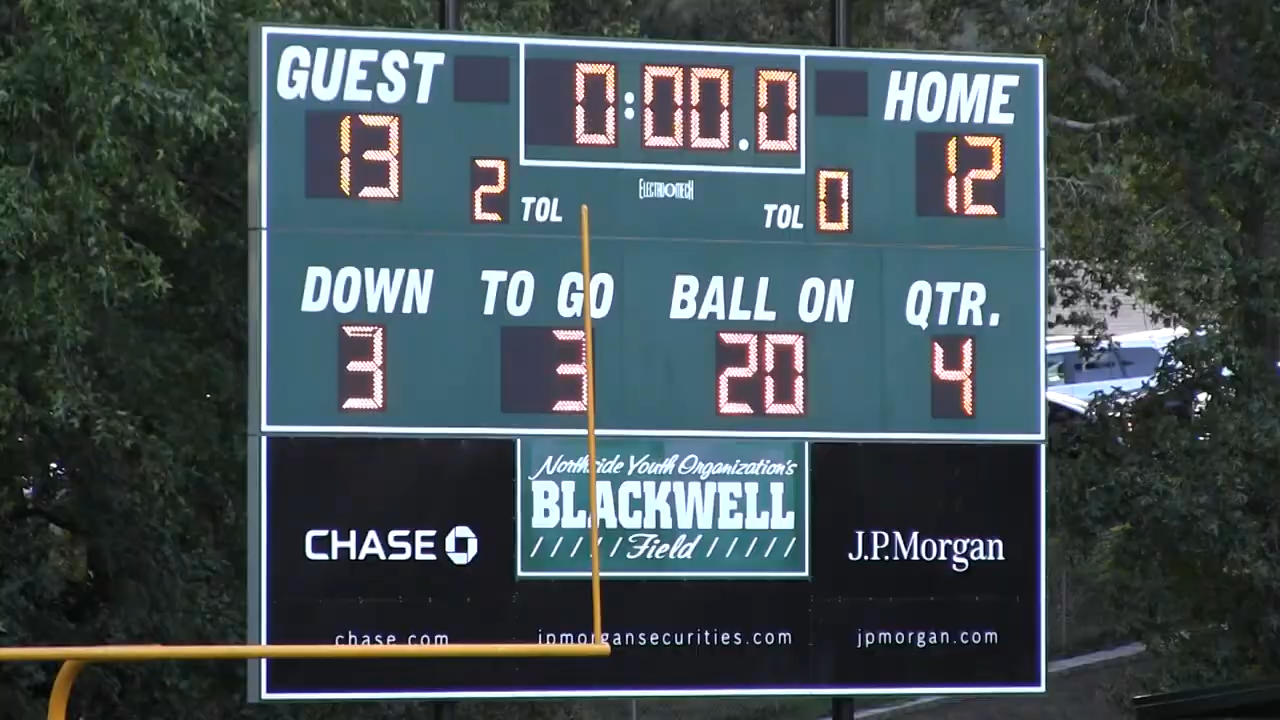 GUEST 0:00.0 HOME
13 12
2 TOL ELECTRO-MECH TOL 0
DOWN TO GO BALL ON QTR.
3 3 20 4
Northside Youth Organization's
BLACKWELL
/////Field/////
CHASE J.P.Morgan
chase.com jpmorgansecurities.com jpmorgan.com